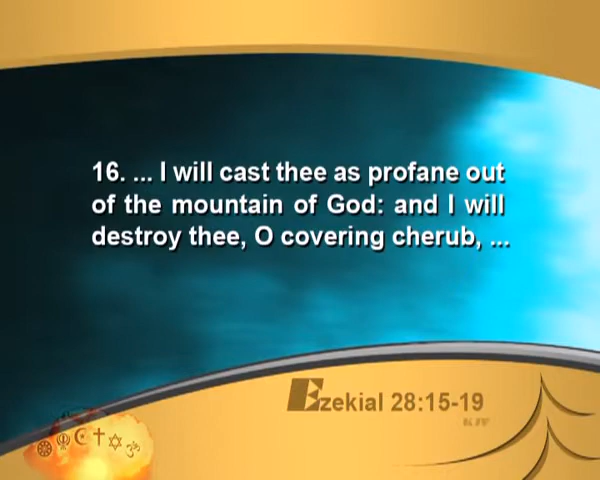 16. ... I will cast thee as profane out
of the mountain of God: and I will
destroy thee, O covering cherub, ...
Ezekial 28:15-19
KJV